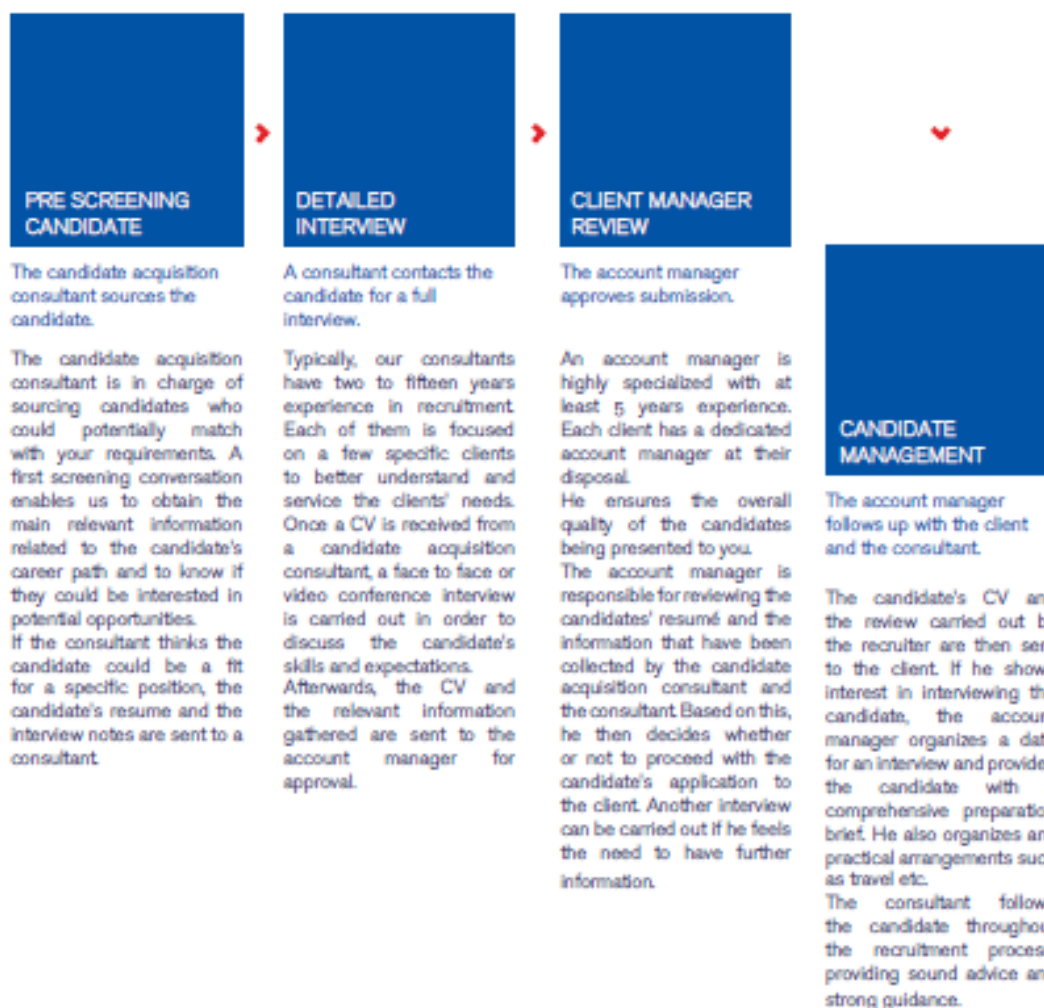 PRE SCREENING
CANDIDATE
The candidate acquisition
consultant sources the
candidate.
The candidate acquisition
consultant is in charge of
sourcing candidates who
could potentially match
with your requirements. A
first screening conversation
enables us to obtain the
main relevant information
related to the candidate's
career path and to know if
they could be interested in
potential opportunities.
If the consultant thinks the
candidate could be a fit
for a specific position, the
candidate's resume and the
interview notes are sent to a
consultant.
DETAILED
INTERVIEW
A consultant contacts the
candidate for a full
interview.
Typically, our consultants
have two to fifteen years
experience in recruitment.
Each of them is focused
on a few specific clients
to better understand and
service the clients' needs.
Once a CV is received from
a candidate acquisition
consultant, a face to face or
video conference interview
is carried out in order to
discuss the candidate's
skills and expectations.
Afterwards, the CV and
the relevant information
gathered are sent to the
account manager for
approval.
CLIENT MANAGER
REVIEW
The account manager
approves submission.
An account manager is
highly specialized with at
least 5 years experience.
Each client has a dedicated
account manager at their
disposal.
He ensures the overall
quality of the candidates
being presented to you.
The account manager is
responsible for reviewing the
candidates' resumé and the
information that have been
collected by the candidate
acquisition consultant and
the consultant. Based on this,
he then decides whether
or not to proceed with the
candidate's application to
the client. Another interview
can be carried out if he feels
the need to have further
information.
CANDIDATE
MANAGEMENT
The account manager
follows up with the client
and the consultant.
The candidate's CV an
the review carried out b
the recruiter are then sen
to the client. If he show
interest in interviewing th
candidate, the accoun
manager organizes a dat
for an interview and provide
the candidate with
comprehensive preparatio
brief. He also organizes an
practical arrangements suc
as travel etc.
The consultant follow
the candidate throughou
the recruitment proces
providing sound advice an
strong guidance.